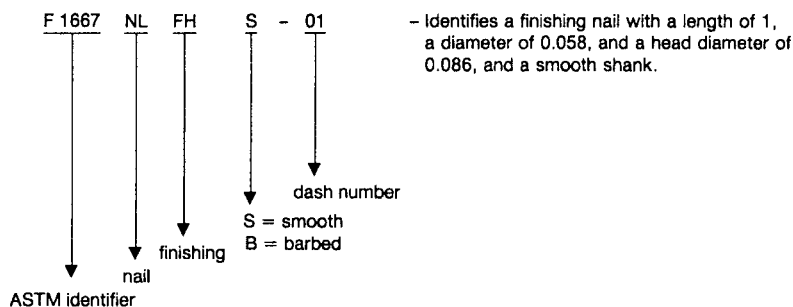 F 1667 NL FH S – 01
– Identifies a finishing nail with a length of 1,
a diameter of 0.058, and a head diameter of
0.086, and a smooth shank.
dash number
S = smooth
B = barbed
finishing
nail
ASTM identifier